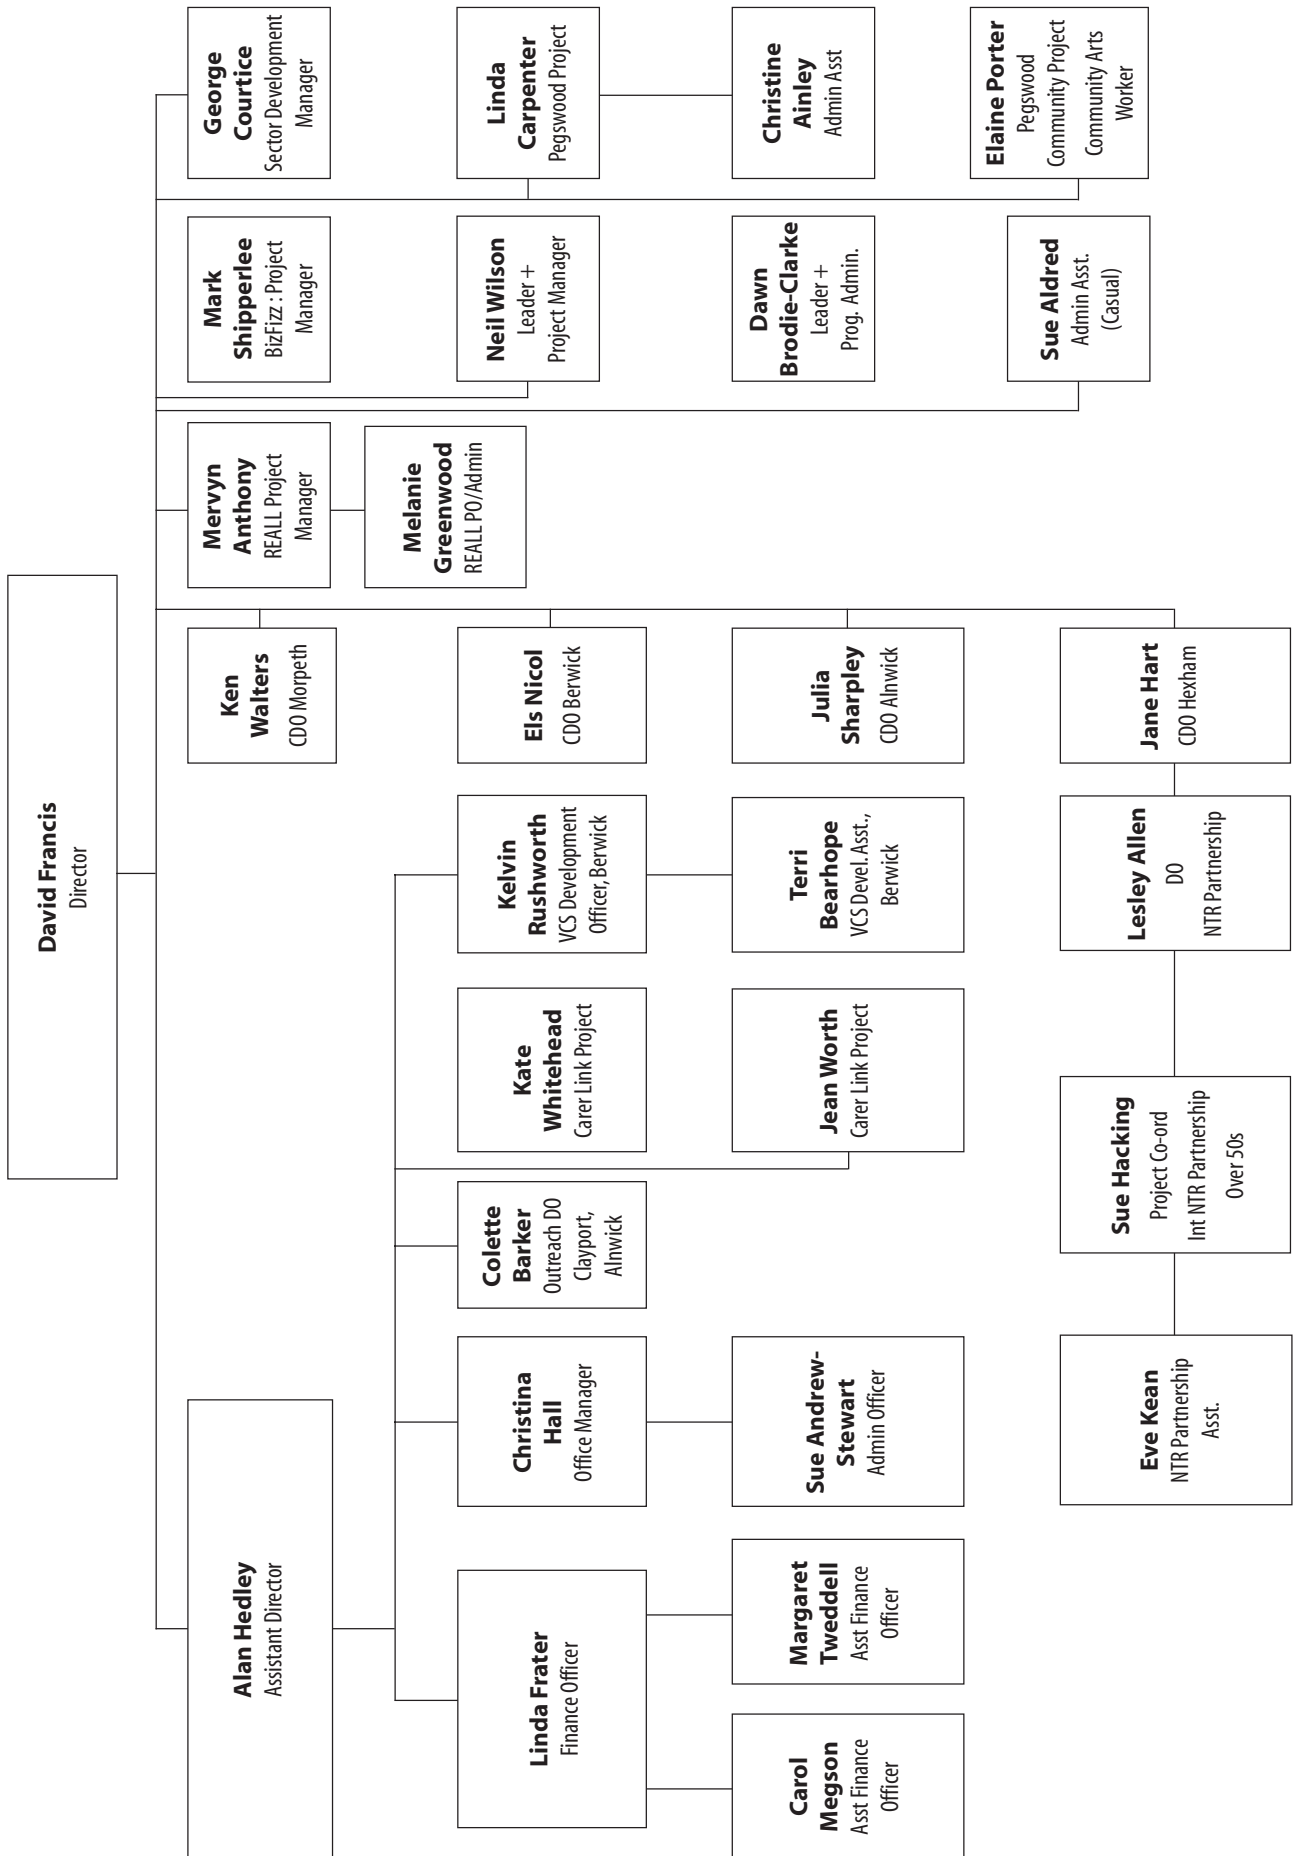 David Francis
Director
Alan Hedley
Assistant Director
Ken
Walters
CDO Morpeth
Mervyn
Anthony
REALL Project
Manager
Mark
Shipperlee
BizFizz : Project
Manager
George
Courtice
Sector Development
Manager
Melanie
Greenwood
REALL PO/Admin
Linda Frater
Finance Officer
Christina
Hall
Office Manager
Colette
Barker
Outreach DO
Clayport,
Alnwick
Kate
Whitehead
Carer Link Project
Kelvin
Rushworth
VCS Development
Officer, Berwick
Els Nicol
CDO Berwick
Neil Wilson
Leader +
Project Manager
Linda
Carpenter
Pegswood Project
Carol
Megson
Asst Finance
Officer
Margaret
Tweddell
Asst Finance
Officer
Sue Andrew-
Stewart
Admin Officer
Jean Worth
Carer Link Project
Terri
Bearhope
VCS Devel. Asst.,
Berwick
Julia
Sharpley
CDO Alnwick
Dawn
Brodie-Clarke
Leader +
Prog. Admin.
Christine
Ainley
Admin Asst
Eve Kean
NTR Partnership
Asst.
Sue Hacking
Project Co-ord
Int NTR Partnership
Over 50s
Lesley Allen
DO
NTR Partnership
Jane Hart
CDO Hexham
Sue Aldred
Admin Asst.
(Casual)
Elaine Porter
Pegswood
Community Project
Community Arts
Worker